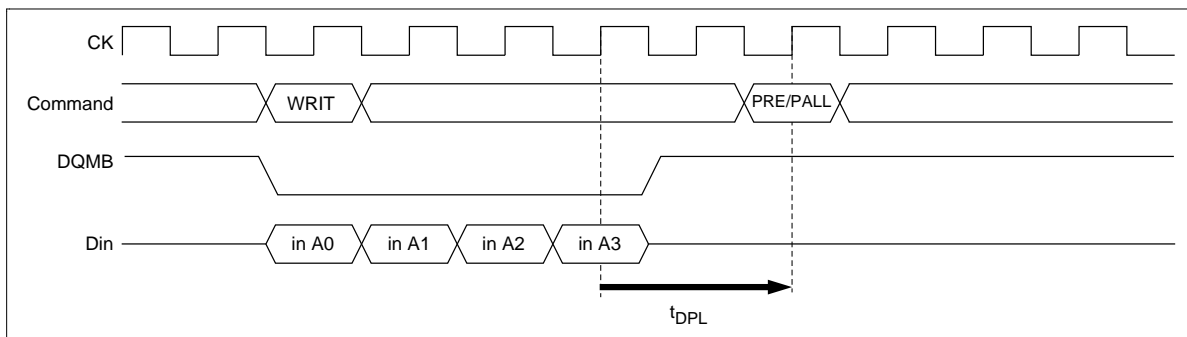 CK
Command WRIT PRE/PALL
DQMB
Din in A0 in A1 in A2 in A3
tDPL